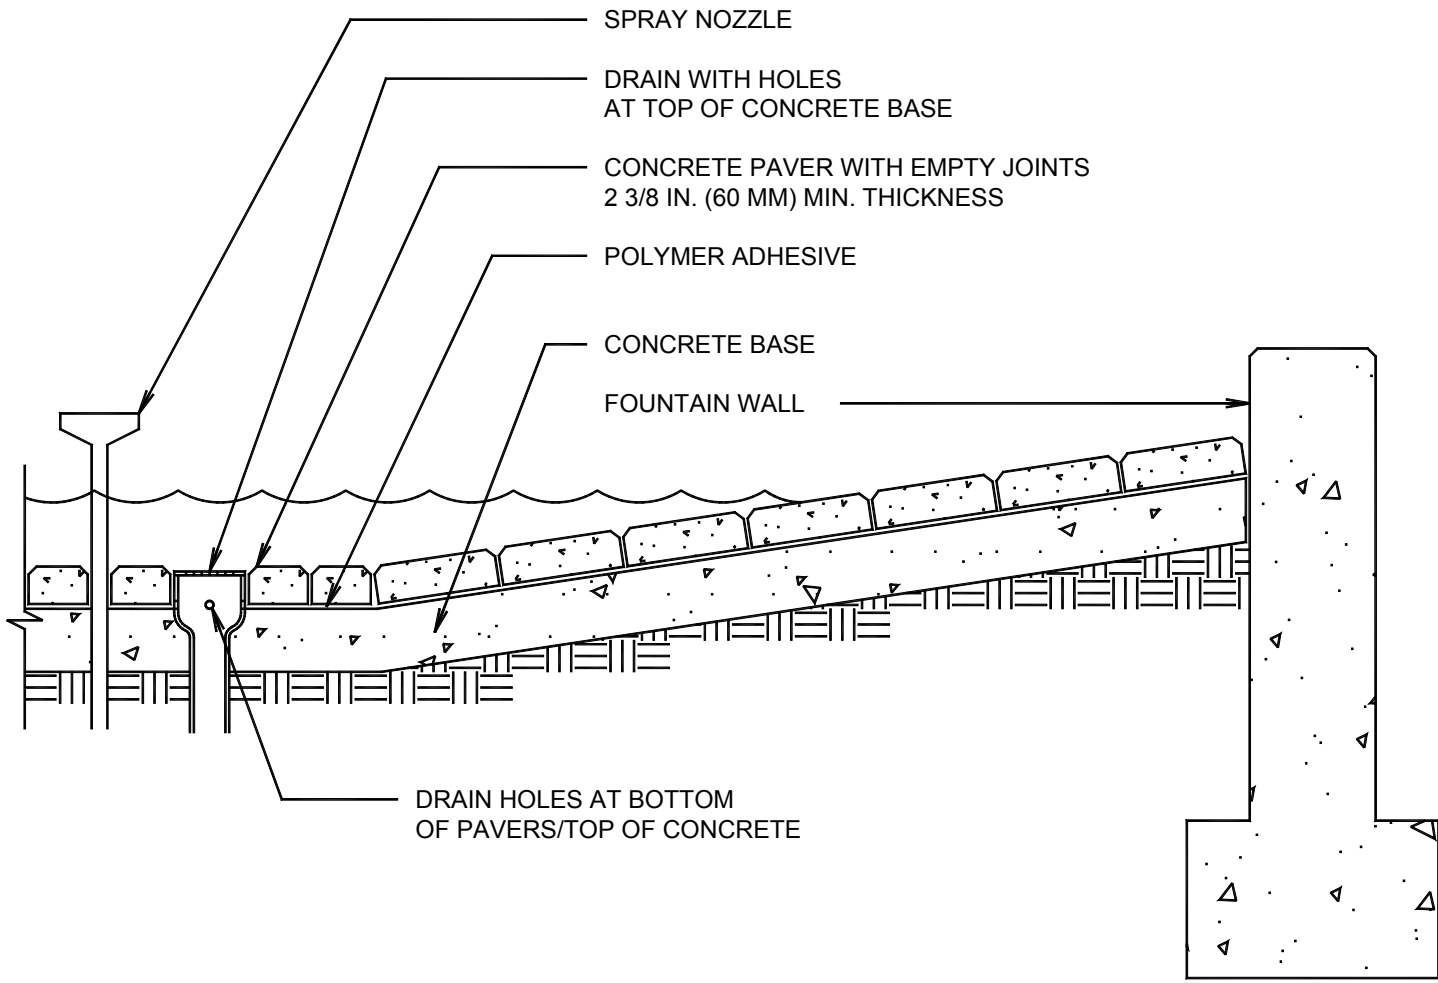 SPRAY NOZZLE
DRAIN WITH HOLES
AT TOP OF CONCRETE BASE
CONCRETE PAVER WITH EMPTY JOINTS
2 3/8 IN. (60 MM) MIN. THICKNESS
POLYMER ADHESIVE
CONCRETE BASE
FOUNTAIN WALL
DRAIN HOLES AT BOTTOM
OF PAVERS/TOP OF CONCRETE